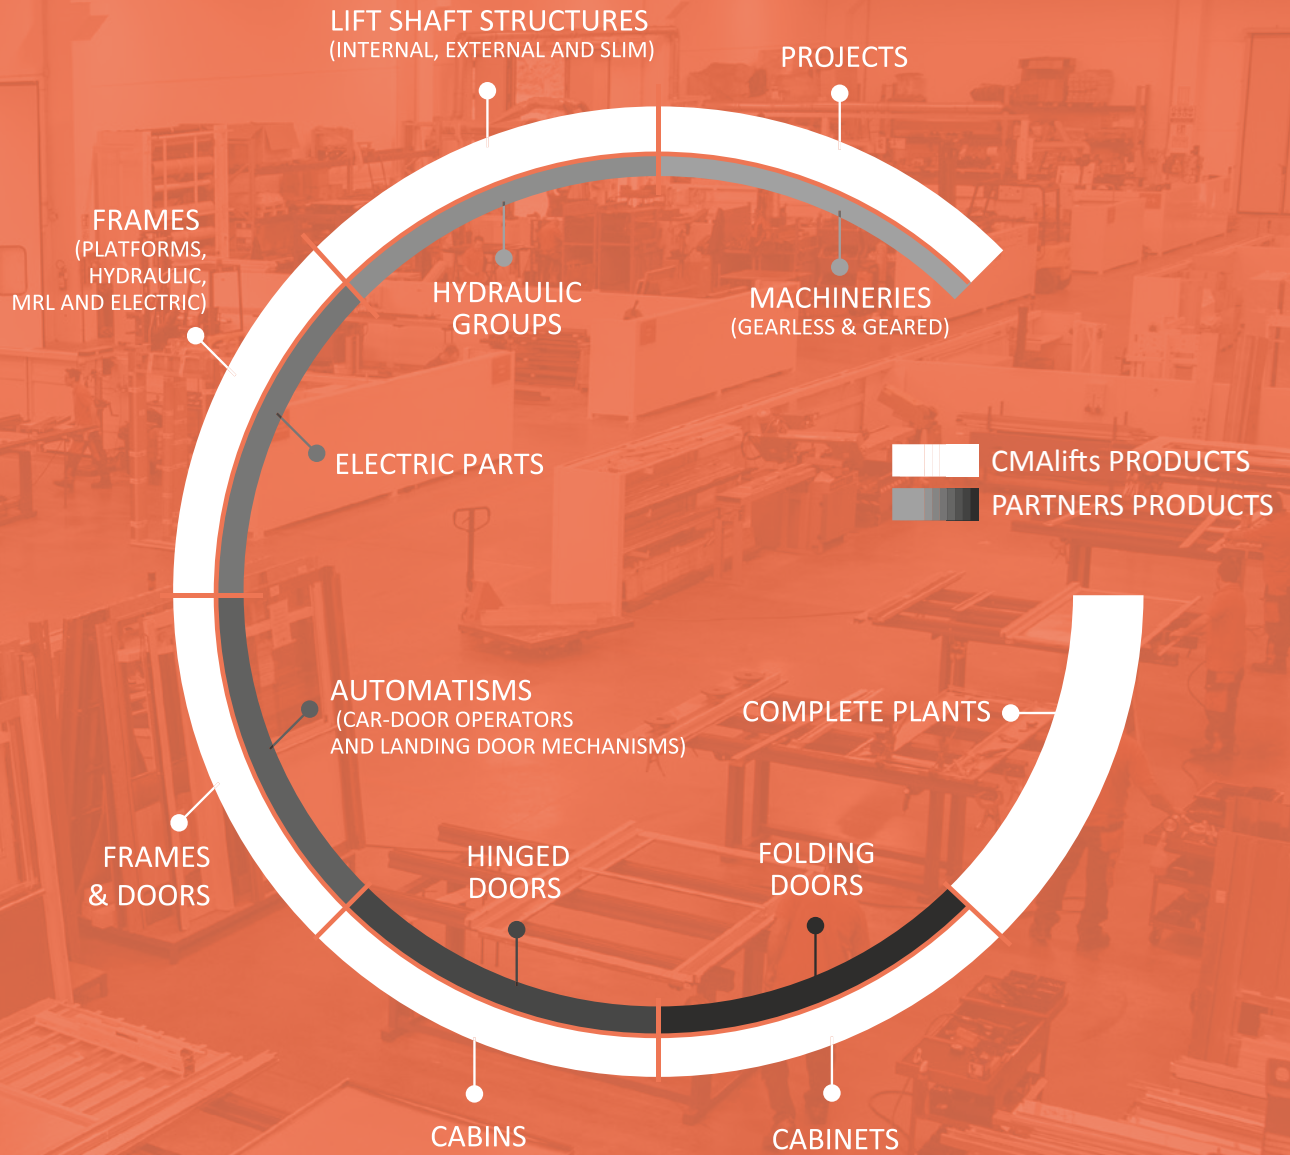 LIFT SHAFT STRUCTURES
(INTERNAL, EXTERNAL AND SLIM)
PROJECTS
FRAMES
(PLATFORMS,
HYDRAULIC,
MRL AND ELECTRIC)
HYDRAULIC
GROUPS
MACHINERIES
(GEARLESS & GEARED)
ELECTRIC PARTS
CMAlifts PRODUCTS
PARTNERS PRODUCTS
AUTOMATISMS
(CAR-DOOR OPERATORS
AND LANDING DOOR MECHANISMS)
COMPLETE PLANTS
FRAMES
& DOORS
HINGED
DOORS
FOLDING
DOORS
CABINS
CABINETS